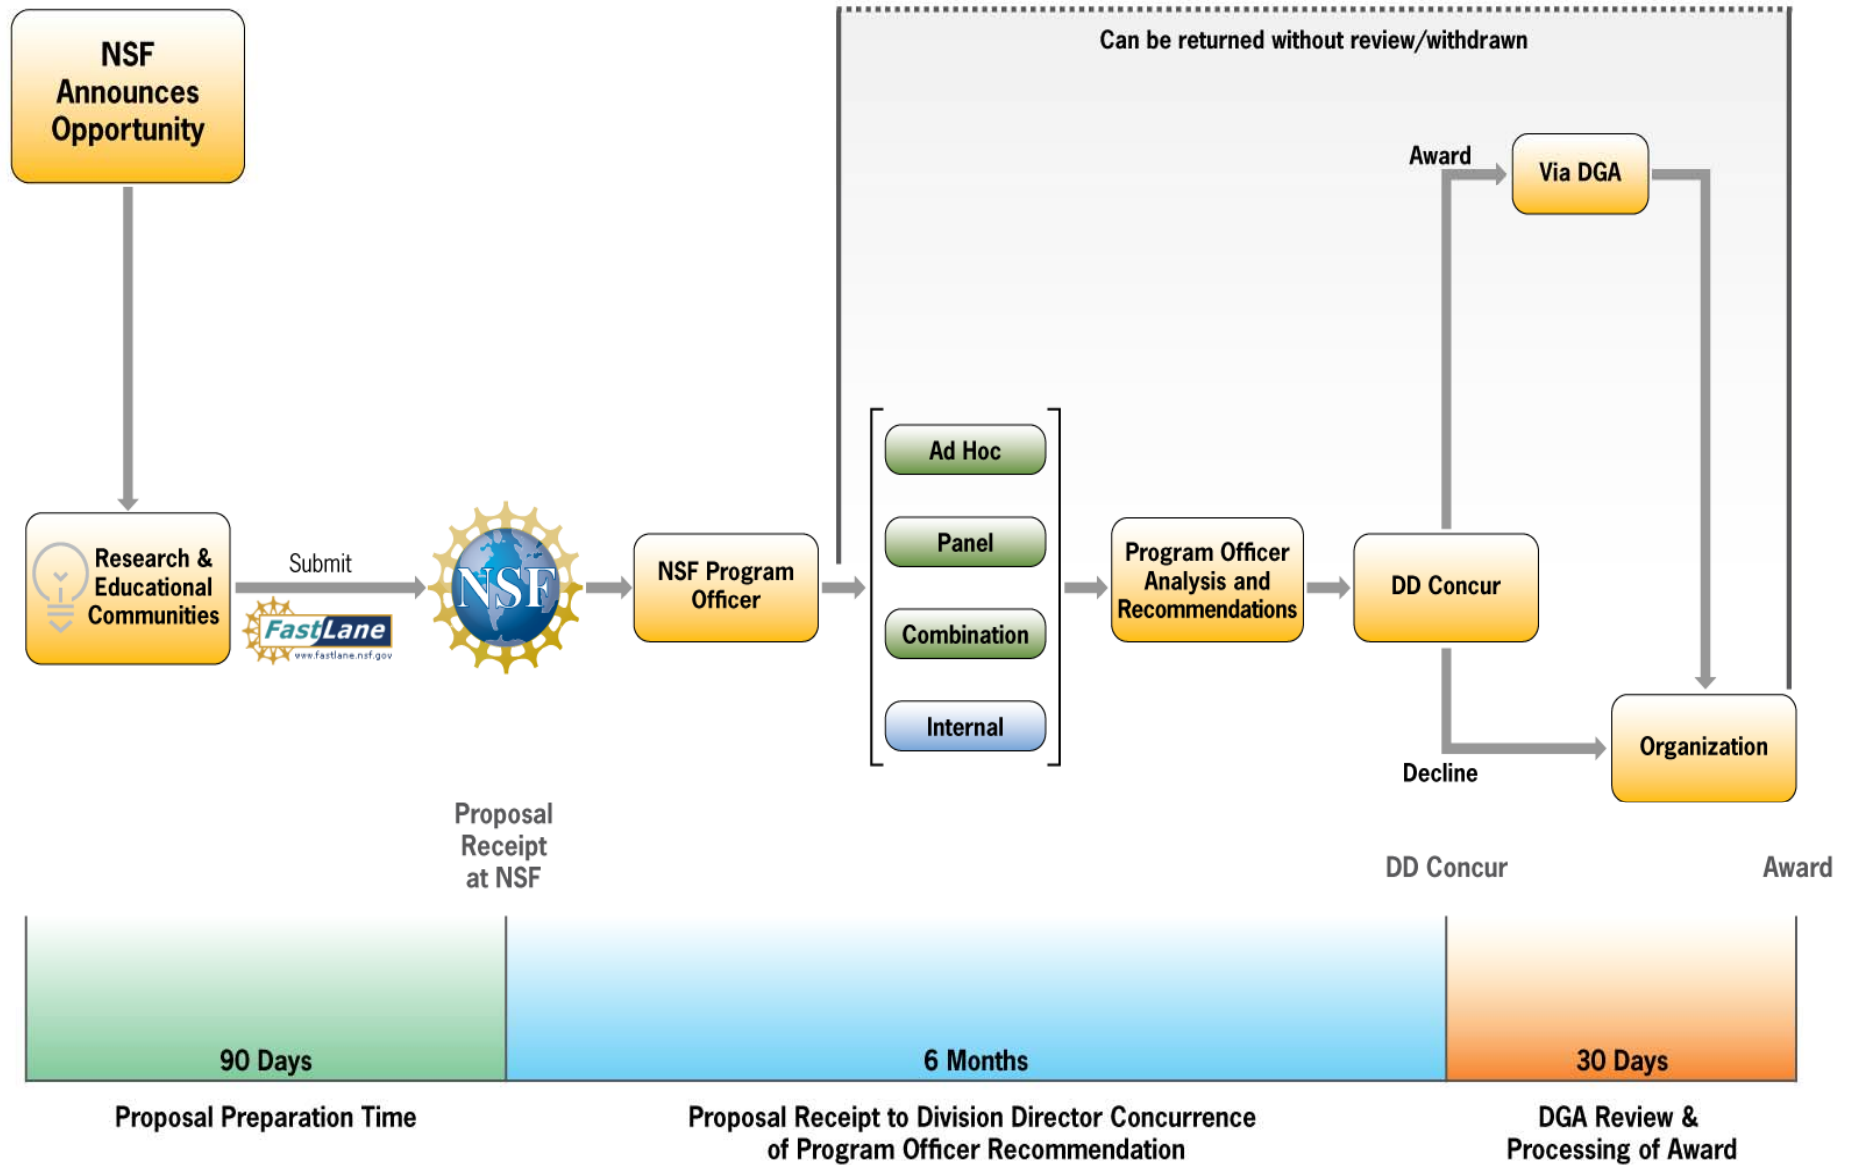 NSF
Announces
Opportunity
Can be returned without review/withdrawn
Award
Via DGA
Research &
Educational
Communities
Submit
FastLane
www.fastlane.nsf.gov
NSF
NSF Program
Officer
Ad Hoc
Panel
Combination
Internal
Program Officer
Analysis and
Recommendations
DD Concur
Decline
Organization
Proposal
Receipt
at NSF
DD Concur
Award
90 Days
6 Months
30 Days
Proposal Preparation Time
Proposal Receipt to Division Director Concurrence
of Program Officer Recommendation
DGA Review &
Processing of Award